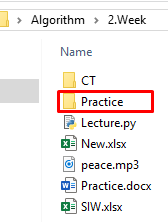 Algorithm > 2.Week
Name
CT
Practice
Lecture.py
New.xlsx
peace.mp3
Practice.docx
SIW.xlsx